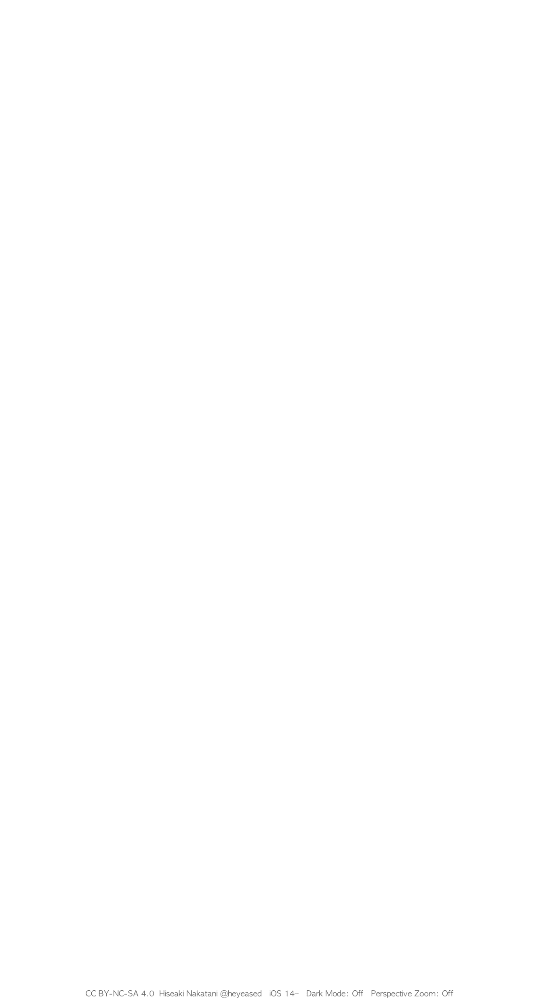 CC BY-NC-SA 4.0 Hiseaki Nakatani @heyeased iOS 14– Dark Mode: Off Perspective Zoom: Off